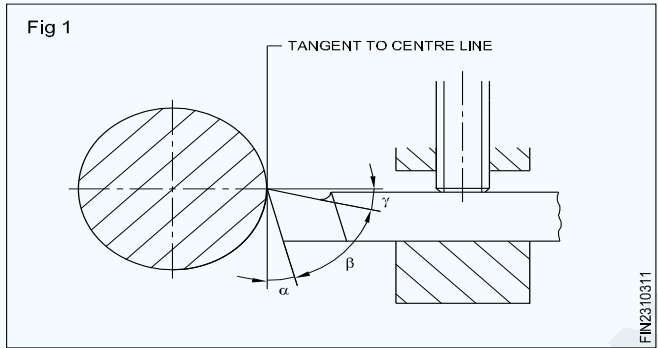 Fig 1
TANGENT TO CENTRE LINE
γ
β
α
FIN2310311